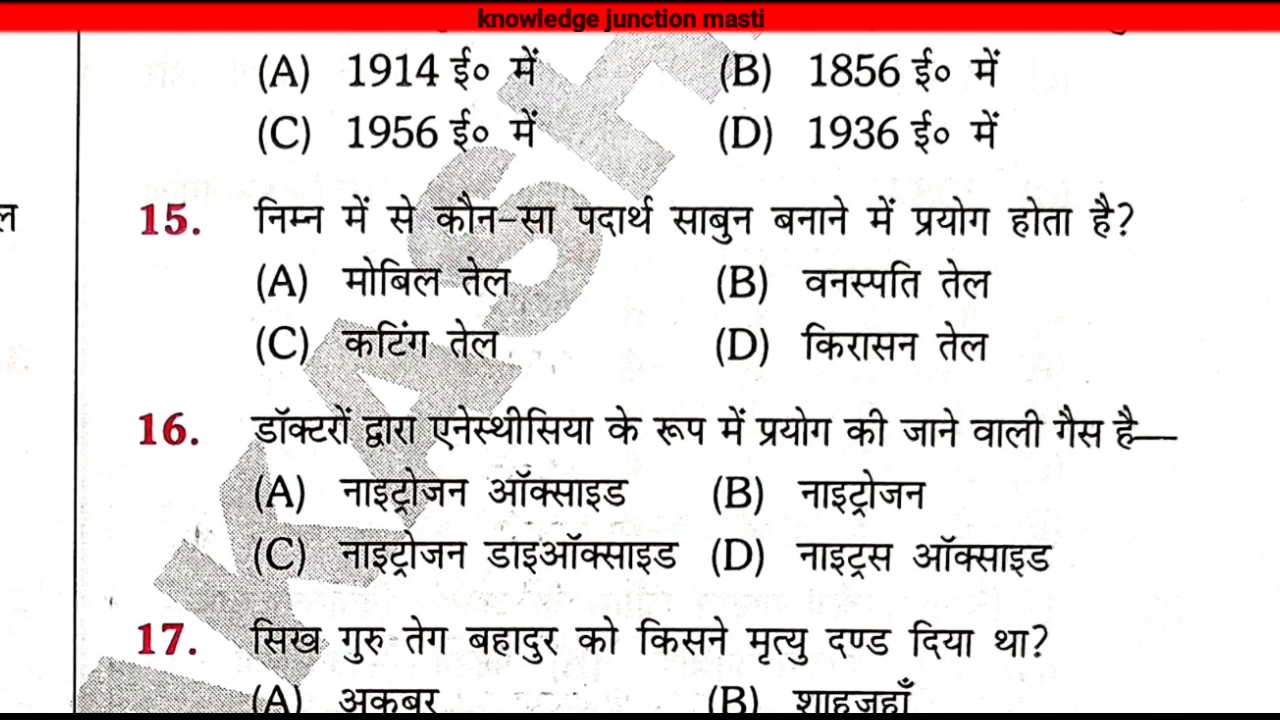 knowledge junction masti
(A) 1914 ई० में (B) 1856 ई० में
(C) 1956 ई० में (D) 1936 ई० में
15. निम्न में से कौन-सा पदार्थ साबुन बनाने में प्रयोग होता है?
(A) मोबिल तेल (B) वनस्पति तेल
(C) कटिंग तेल (D) किरासन तेल
16. डॉक्टरों द्वारा एनेस्थीसिया के रूप में प्रयोग की जाने वाली गैस है—
(A) नाइट्रोजन ऑक्साइड (B) नाइट्रोजन
(C) नाइट्रोजन डाइऑक्साइड (D) नाइट्रस ऑक्साइड
17. सिख गुरु तेग बहादुर को किसने मृत्यु दण्ड दिया था?
(A) अकबर (B) शाहजहाँ